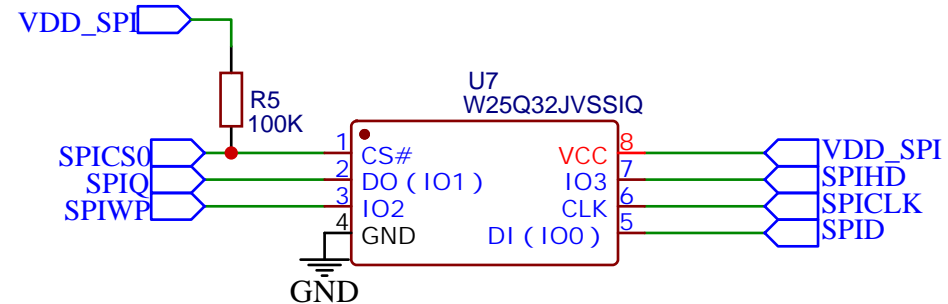 VDD_SPI
R5
100K
U7
W25Q32JVSSIQ
SPICS0 1 CS# VCC 8 VDD_SPI
SPIQ 2 DO(IO1) IO3 7 SPIHD
SPIWP 3 IO2 CLK 6 SPICLK
4 GND DI(IO0) 5 SPID
GND